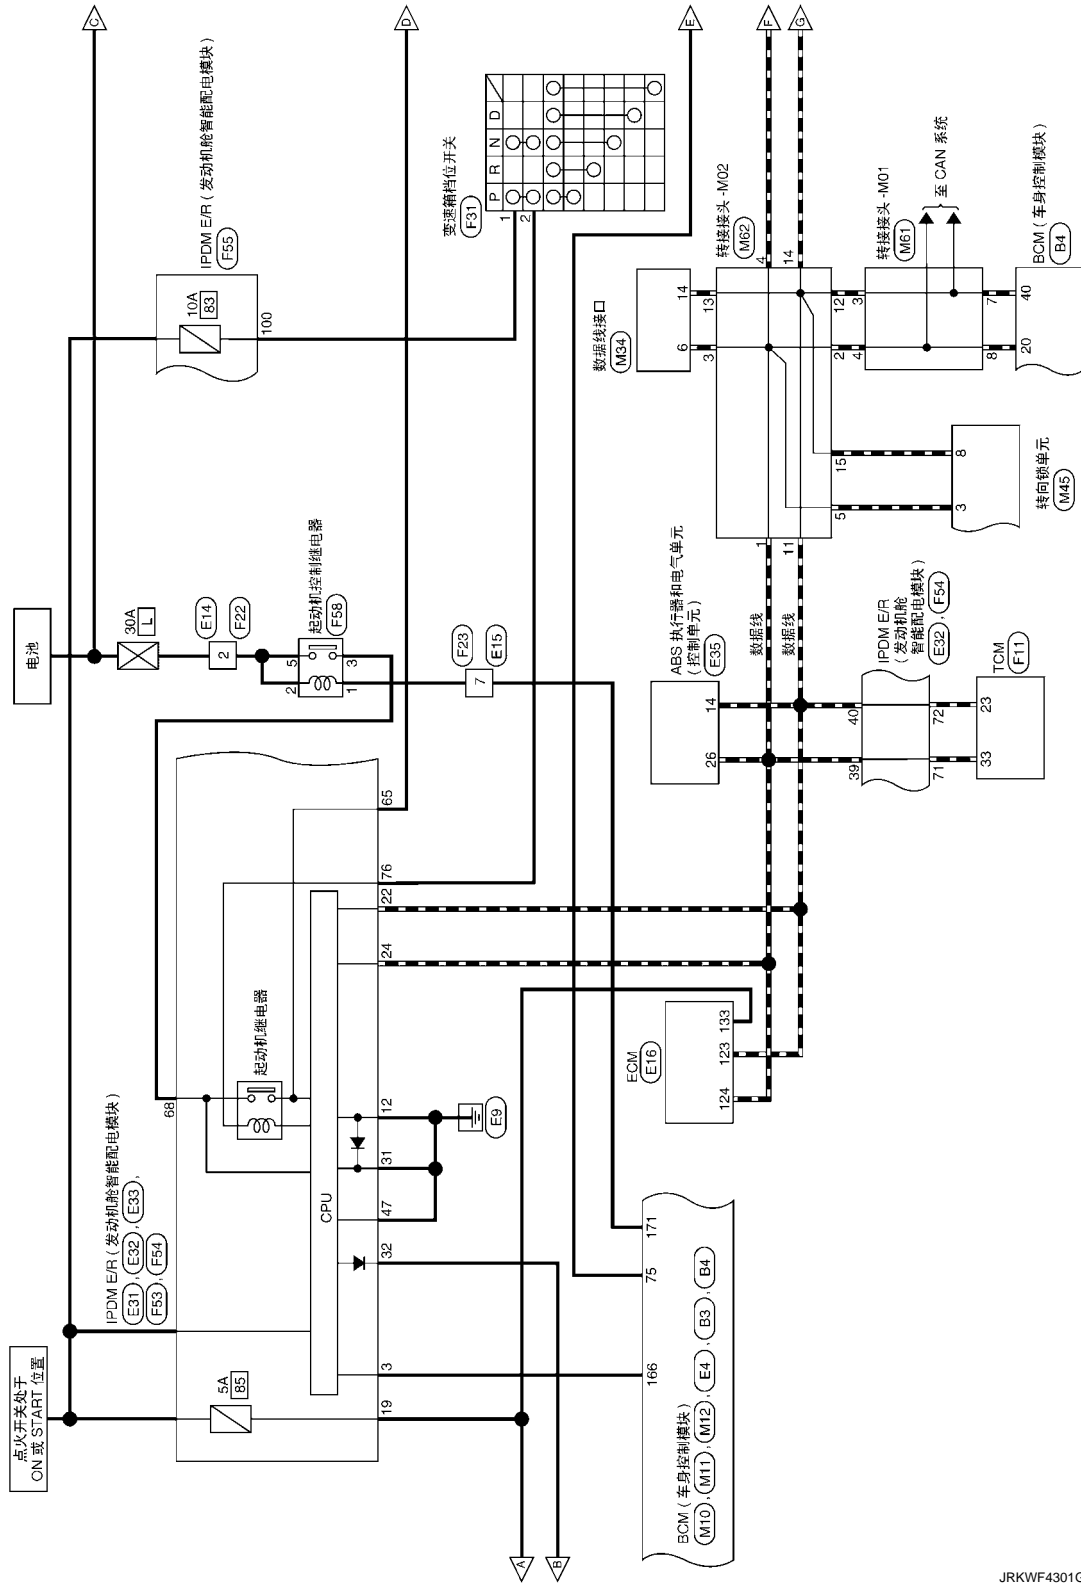 点火开关处于
ON 或 START 位置
电池
C
D
E
F
G
A
B
IPDM E/R ( 发动机舱智能配电模块 )
E31 , E32 , E33 ,
F53 , F54
5A
85
CPU
起动机继电器
68
19
3
32
47
31
12
24
22
76
65
E9
30A
L
E14
2
F22
起动机控制继电器
F58
5
3
2
1
F23
7
E15
IPDM E/R ( 发动机舱智能配电模块 )
F55
10A
83
100
变速箱档位开关
F31
P R N D
1
2
BCM ( 车身控制模块 )
M10 , M11 , M12 , E4 , B3 , B4
166
75
171
ECM
E16
124
123
133
ABS 执行器和电气单元
( 控制单元 )
E35
26
14
数据线
数据线
IPDM E/R
( 发动机舱
智能配电模块 )
E32 , F54
39
40
71
72
33
23
TCM
F11
数据线接口
M34
6
14
3
13
转接接头 -M02
M62
4
14
1
11
5
15
2
12
转向锁单元
M45
3
8
转接接头 -M01
M61
4
3
8
7
至 CAN 系统
BCM ( 车身控制模块 )
B4
20
40
JRKWF4301G